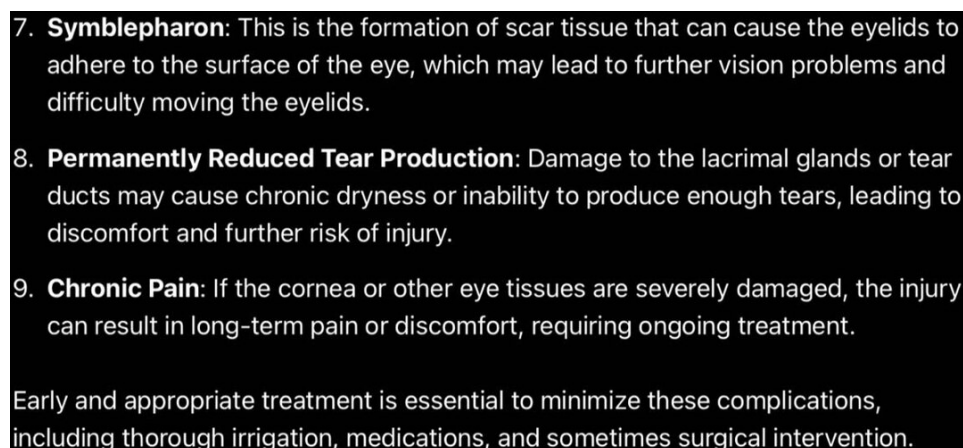 7. Symblepharon: This is the formation of scar tissue that can cause the eyelids to
adhere to the surface of the eye, which may lead to further vision problems and
difficulty moving the eyelids.
8. Permanently Reduced Tear Production: Damage to the lacrimal glands or tear
ducts may cause chronic dryness or inability to produce enough tears, leading to
discomfort and further risk of injury.
9. Chronic Pain: If the cornea or other eye tissues are severely damaged, the injury
can result in long-term pain or discomfort, requiring ongoing treatment.
Early and appropriate treatment is essential to minimize these complications,
including thorough irrigation, medications, and sometimes surgical intervention.